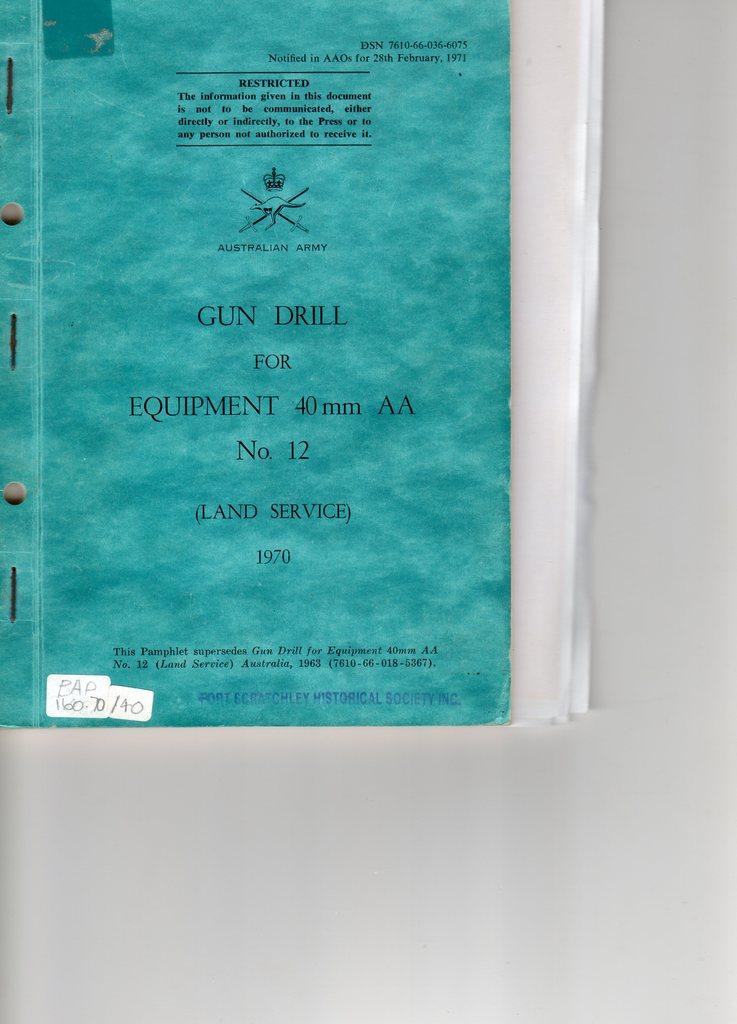 DSN 7610-66-036-6075
Notified in AAOs for 28th February, 1971
RESTRICTED
The information given in this document
is not to be communicated, either
directly or indirectly, to the Press or to
any person not authorized to receive it.
AUSTRALIAN ARMY
GUN DRILL
FOR
EQUIPMENT 40 mm AA
No. 12
(LAND SERVICE)
1970
This Pamphlet supersedes Gun Drill for Equipment 40mm AA
No. 12 (Land Service) Australia, 1963 (7610-66-018-5367).
BAP
160.70/40
FORT SCRATCHLEY HISTORICAL SOCIETY INC.